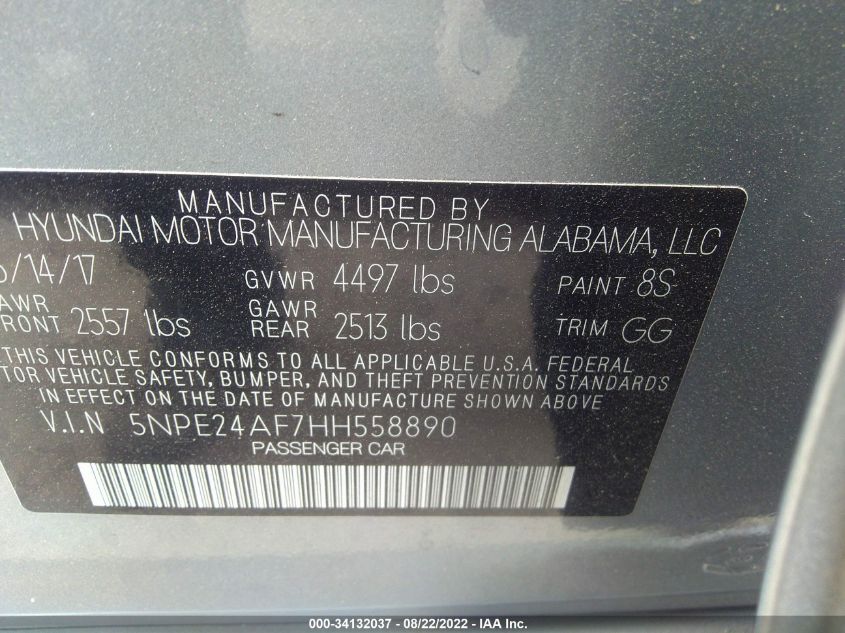 MANUFACTURED BY
HYUNDAI MOTOR MANUFACTURING ALABAMA, LLC
/14/17 GVWR 4497 lbs PAINT 8S
AWR FRONT 2557 lbs GAWR REAR 2513 lbs TRIM GG
THIS VEHICLE CONFORMS TO ALL APPLICABLE U.S.A. FEDERAL
TOR VEHICLE SAFETY, BUMPER, AND THEFT PREVENTION STANDARDS
IN EFFECT ON THE DATE OF MANUFACTURE SHOWN ABOVE
V.I.N 5NPE24AF7HH558890
PASSENGER CAR
000-34132037 - 08/22/2022 - IAA Inc.